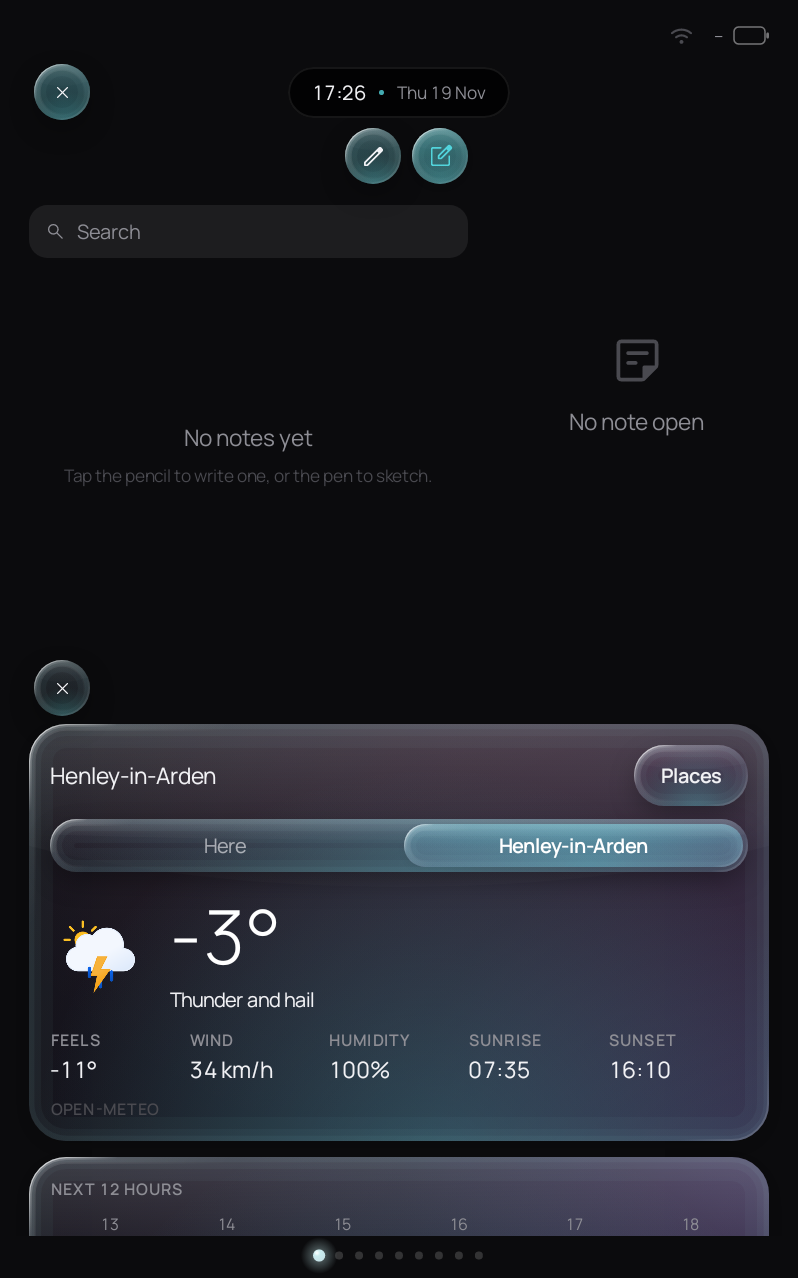 –
17:26 • Thu 19 Nov
Search
No note open
No notes yet
Tap the pencil to write one, or the pen to sketch.
Henley-in-Arden
Places
Here
Henley-in-Arden
-3°
Thunder and hail
FEELS WIND HUMIDITY SUNRISE SUNSET
-11° 34 km/h 100% 07:35 16:10
OPEN-METEO
NEXT 12 HOURS
13 14 15 16 17 18